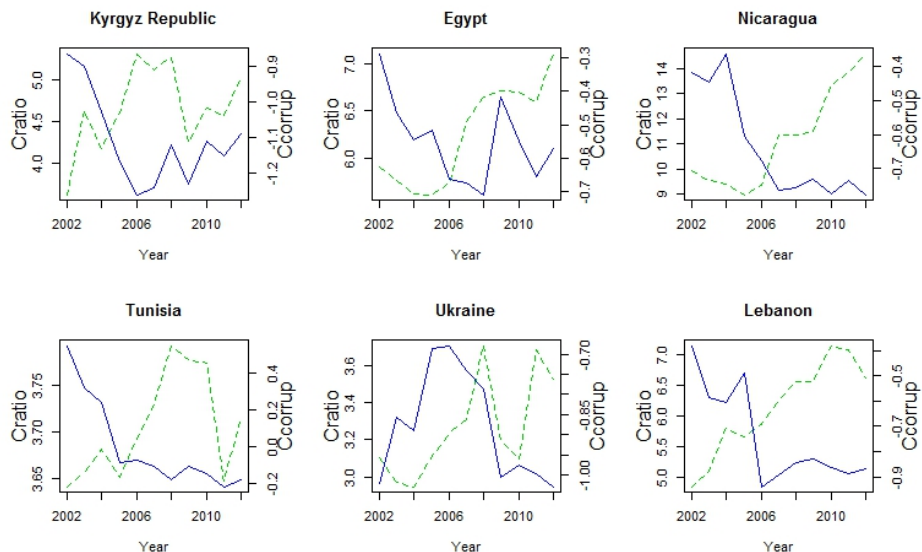 Kyrgyz Republic
Cratio
5.0
4.5
4.0
-0.9
-1.0
-1.1
-1.2
Ccorrup
2002 2006 2010
Year
Egypt
Cratio
7.0
6.5
6.0
-0.3
-0.4
-0.5
-0.6
-0.7
Ccorrup
2002 2006 2010
Year
Nicaragua
Cratio
14
13
12
11
10
9
-0.4
-0.5
-0.6
-0.7
Ccorrup
2002 2006 2010
Year
Tunisia
Cratio
3.75
3.70
3.65
0.4
0.2
0.0
-0.2
Ccorrup
2002 2006 2010
Year
Ukraine
Cratio
3.6
3.4
3.2
3.0
-0.70
-0.85
-1.00
Ccorrup
2002 2006 2010
Year
Lebanon
Cratio
7.0
6.5
6.0
5.5
5.0
-0.5
-0.7
-0.9
Ccorrup
2002 2006 2010
Year